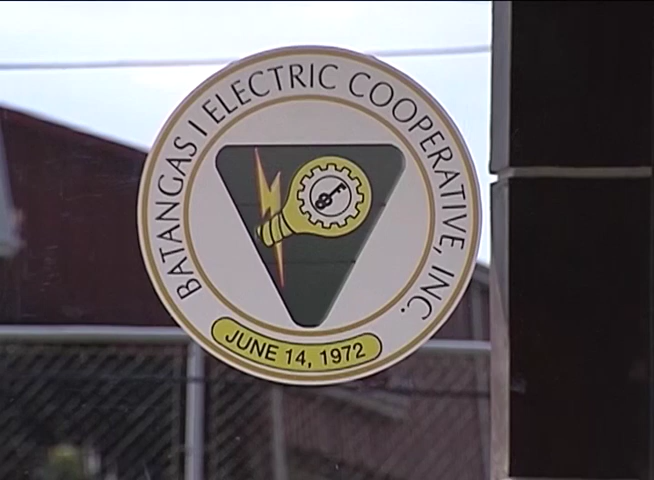 BATANGAS I ELECTRIC COOPERATIVE, INC.
JUNE 14, 1972